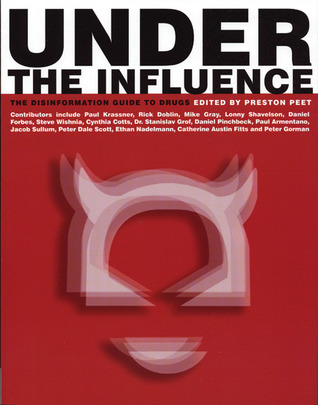 UNDER
THE INFLUENCE
THE DISINFORMATION GUIDE TO DRUGS EDITED BY PRESTON PEET
Contributors include Paul Krassner, Rick Doblin, Mike Gray, Lonny Shavelson, Daniel
Forbes, Steve Wishnia, Cynthia Cotts, Dr. Stanislav Grof, Daniel Pinchbeck, Paul Armentano,
Jacob Sullum, Peter Dale Scott, Ethan Nadelmann, Catherine Austin Fitts and Peter Gorman